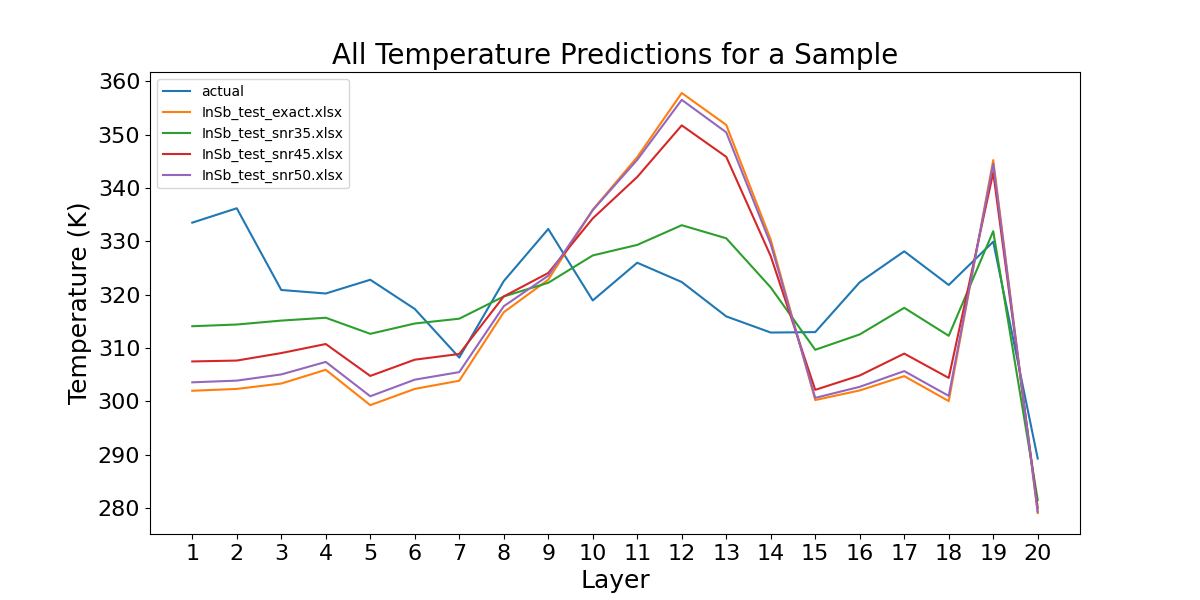 All Temperature Predictions for a Sample
actual
InSb_test_exact.xlsx
InSb_test_snr35.xlsx
InSb_test_snr45.xlsx
InSb_test_snr50.xlsx
Temperature (K)
360
350
340
330
320
310
300
290
280
1 2 3 4 5 6 7 8 9 10 11 12 13 14 15 16 17 18 19 20
Layer